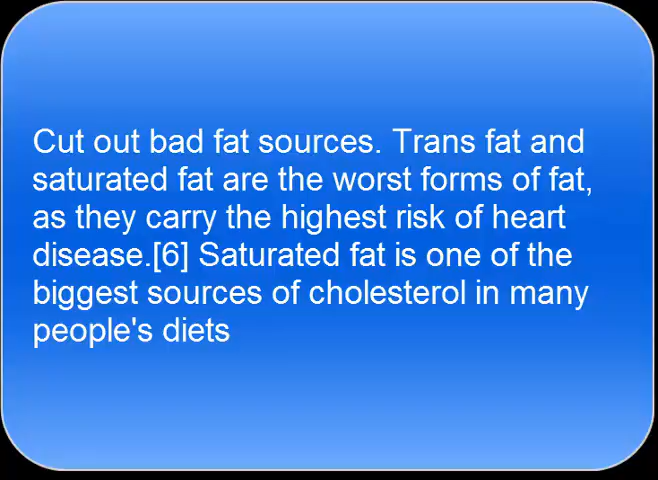 Cut out bad fat sources. Trans fat and
saturated fat are the worst forms of fat,
as they carry the highest risk of heart
disease.[6] Saturated fat is one of the
biggest sources of cholesterol in many
people's diets